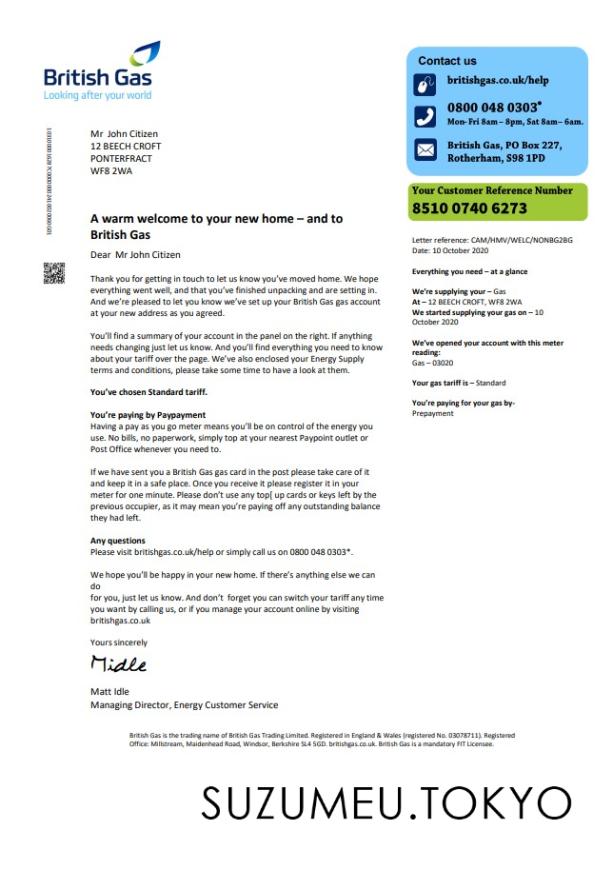 British Gas
Looking after your world
Contact us
britishgas.co.uk/help
0800 048 0303*
Mon- Fri 8am – 8pm, Sat 8am– 6am.
British Gas, PO Box 227,
Rotherham, S98 1PD
Your Customer Reference Number
8510 0740 6273
Mr John Citizen
12 BEECH CROFT
PONTERFRACT
WF8 2WA
A warm welcome to your new home – and to
British Gas
Dear Mr John Citizen
Thank you for getting in touch to let us know you've moved home. We hope
everything went well, and that you've finished unpacking and are setting in.
And we're pleased to let you know we've set up your British Gas gas account
at your new address as you agreed.
You'll find a summary of your account in the panel on the right. If anything
needs changing just let us know. And you'll find everything you need to know
about your tariff over the page. We've also enclosed your Energy Supply
terms and conditions, please take some time to have a look at them.
You've chosen Standard tariff.
You're paying by Paypayment
Having a pay as you go meter means you'll be on control of the energy you
use. No bills, no paperwork, simply top at your nearest Paypoint outlet or
Post Office whenever you need to.
If we have sent you a British Gas gas card in the post please take care of it
and keep it in a safe place. Once you receive it please register it in your
meter for one minute. Please don't use any top[ up cards or keys left by the
previous occupier, as it may mean you're paying off any outstanding balance
they had left.
Any questions
Please visit britishgas.co.uk/help or simply call us on 0800 048 0303*.
We hope you'll be happy in your new home. If there's anything else we can
do
for you, just let us know. And don't forget you can switch your tariff any time
you want by calling us, or if you manage your account online by visiting
britishgas.co.uk
Yours sincerely
Midle
Matt Idle
Managing Director, Energy Customer Service
Letter reference: CAM/HMV/WELC/NONBG2BG
Date: 10 October 2020
Everything you need – at a glance
We're supplying your – Gas
At – 12 BEECH CROFT, WF8 2WA
We started supplying your gas on – 10
October 2020
We've opened your account with this meter
reading:
Gas – 03020
Your gas tariff is – Standard
You're paying for your gas by-
Prepayment
British Gas is the trading name of British Gas Trading Limited. Registered in England & Wales (registered No. 03078711). Registered
Office: Millstream, Maidenhead Road, Windsor, Berkshire SL4 5GD. britishgas.co.uk. British Gas is a mandatory FIT Licensee.
SUZUMEU.TOKYO